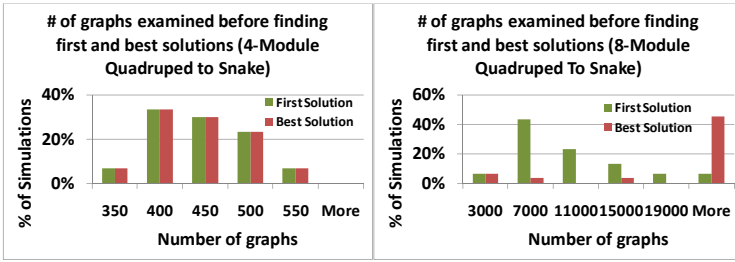 # of graphs examined before finding
first and best solutions (4-Module
Quadruped to Snake)
% of Simulations
40%
20%
0%
First Solution
Best Solution
350 400 450 500 550 More
Number of graphs
# of graphs examined before finding
first and best solutions (8-Module
Quadruped To Snake)
% of Simulations
60%
40%
20%
0%
First Solution
Best Solution
3000 7000 11000 15000 19000 More
Number of graphs